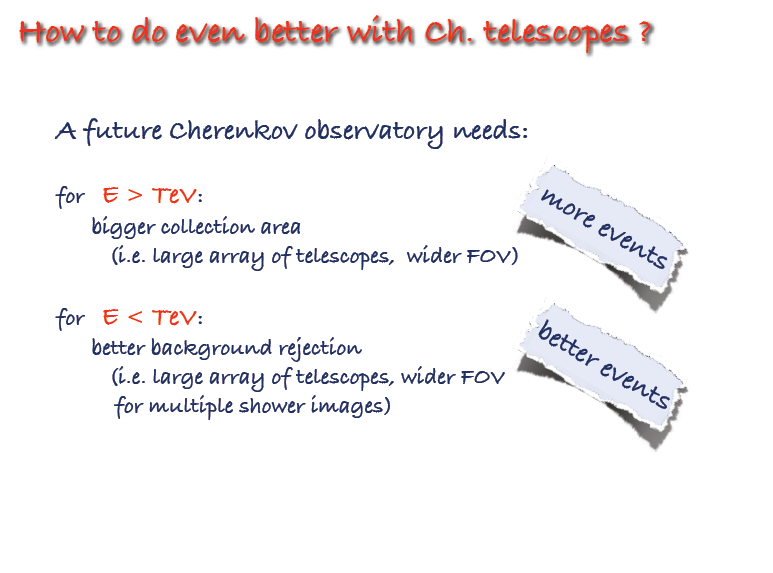 How to do even better with Ch. telescopes ?
A future Cherenkov observatory needs:
for E > TeV:
bigger collection area
(i.e. large array of telescopes, wider FOV)
more events
for E < TeV:
better background rejection
(i.e. large array of telescopes, wider FOV
for multiple shower images)
better events